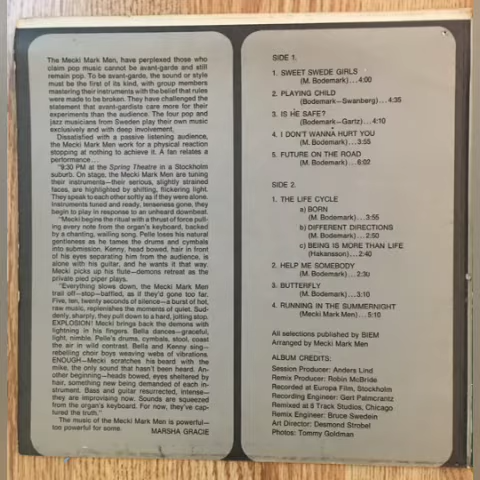 The Mecki Mark Men, have perplexed those who
claim pop music cannot be avant-garde and still
remain pop. To be avant-garde, the sound or style
must be the first of its kind, with group members
mastering their instruments with the belief that rules
were made to be broken. They have challenged the
statement that avant-gardists care more for their
experiments than the audience. The four pop and
jazz musicians from Sweden play their own music
exclusively and with deep involvement.
Dissatisfied with a passive listening audience,
the Mecki Mark Men work for a physical reaction
stopping at nothing to achieve it. A fan relates a
performance...
"9:30 PM at the Spring Theatre in a Stockholm
suburb. On stage, the Mecki Mark Men are tuning
their instruments—their serious, slightly strained
faces, are highlighted by shifting, flickering light.
They speak to each other softly as if they were alone.
Instruments tuned and ready, tenseness gone, they
begin to play in response to an unheard downbeat.
"Mecki begins the ritual with a thrust of force pull-
ing every note from the organ's keyboard, backed
by a chanting, wailing song. Pelle loses his natural
gentleness as he tames the drums and cymbals
into submission. Kenny, head bowed, hair in front
of his eyes separating him from the audience, is
alone with his guitar, and he wants it that way.
Mecki picks up his flute—demons retreat as the
private pied piper plays.
"Everything slows down, the Mecki Mark Men
trail off—stop—baffled, as if they'd gone too far.
Five, ten, twenty seconds of silence—a burst of hot,
raw music, replenishes the moments of quiet. Sud-
denly, sharply, they pull down to a hard, jolting stop.
EXPLOSION! Mecki brings back the demons with
lightning in his fingers. Bella dances—graceful,
light, nimble. Pelle's drums, cymbals, stool, coast
the air in wild contrast. Bella and Kenny sing—
rebelling choir boys weaving webs of vibrations.
ENOUGH—Mecki scratches his beard with the
mike, the only sound that hasn't been heard. An-
other beginning—heads bowed, eyes sheltered by
hair, something new being demanded of each in-
strument. Bass and guitar resurrected, intense—
they are improvising now. Sounds are squeezed
from the organ's keyboard. For now, they've cap-
tured the truth."
The music of the Mecki Mark Men is powerful—
too powerful for some. MARSHA GRACIE
SIDE 1.
1. SWEET SWEDE GIRLS
(M. Bodemark)...4:00
2. PLAYING CHILD
(Bodemark—Swanberg)...4:35
3. IS HE SAFE?
(Bodemark—Gartz)...4:10
4. I DON'T WANNA HURT YOU
(M. Bodemark)...3:55
5. FUTURE ON THE ROAD
(M. Bodemark)...6:02
SIDE 2.
1. THE LIFE CYCLE
a) BORN
(M. Bodemark)...3:55
b) DIFFERENT DIRECTIONS
(M. Bodemark)...2:50
c) BEING IS MORE THAN LIFE
(Hakansson)...2:40
2. HELP ME SOMEBODY
(M. Bodemark)...2:30
3. BUTTERFLY
(M. Bodemark)...3:10
4. RUNNING IN THE SUMMERNIGHT
(Mecki Mark Men)...5:10
All selections published by BIEM
Arranged by Mecki Mark Men
ALBUM CREDITS:
Session Producer: Anders Lind
Remix Producer: Robin McBride
Recorded at Europa Film, Stockholm
Recording Engineer: Gert Palmcrantz
Remixed at 8 Track Studios, Chicago
Remix Engineer: Bruce Swedein
Art Director: Desmond Strobel
Photos: Tommy Goldman